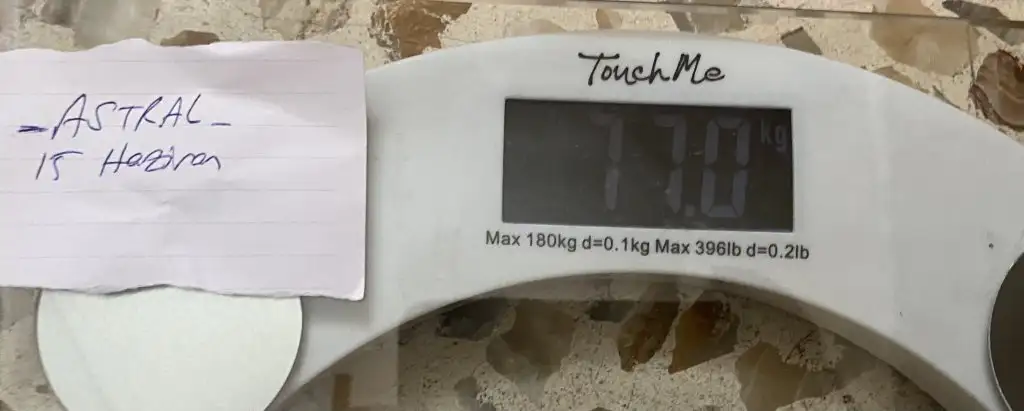 -ASTRAL-
15 Haziran
TouchMe
77.0 kg
Max 180kg d=0.1kg Max 396lb d=0.2lb